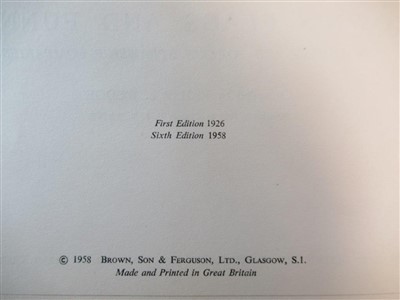 First Edition 1926
Sixth Edition 1958
© 1958 Brown, Son & Ferguson, Ltd., Glasgow, S.1.
Made and Printed in Great Britain